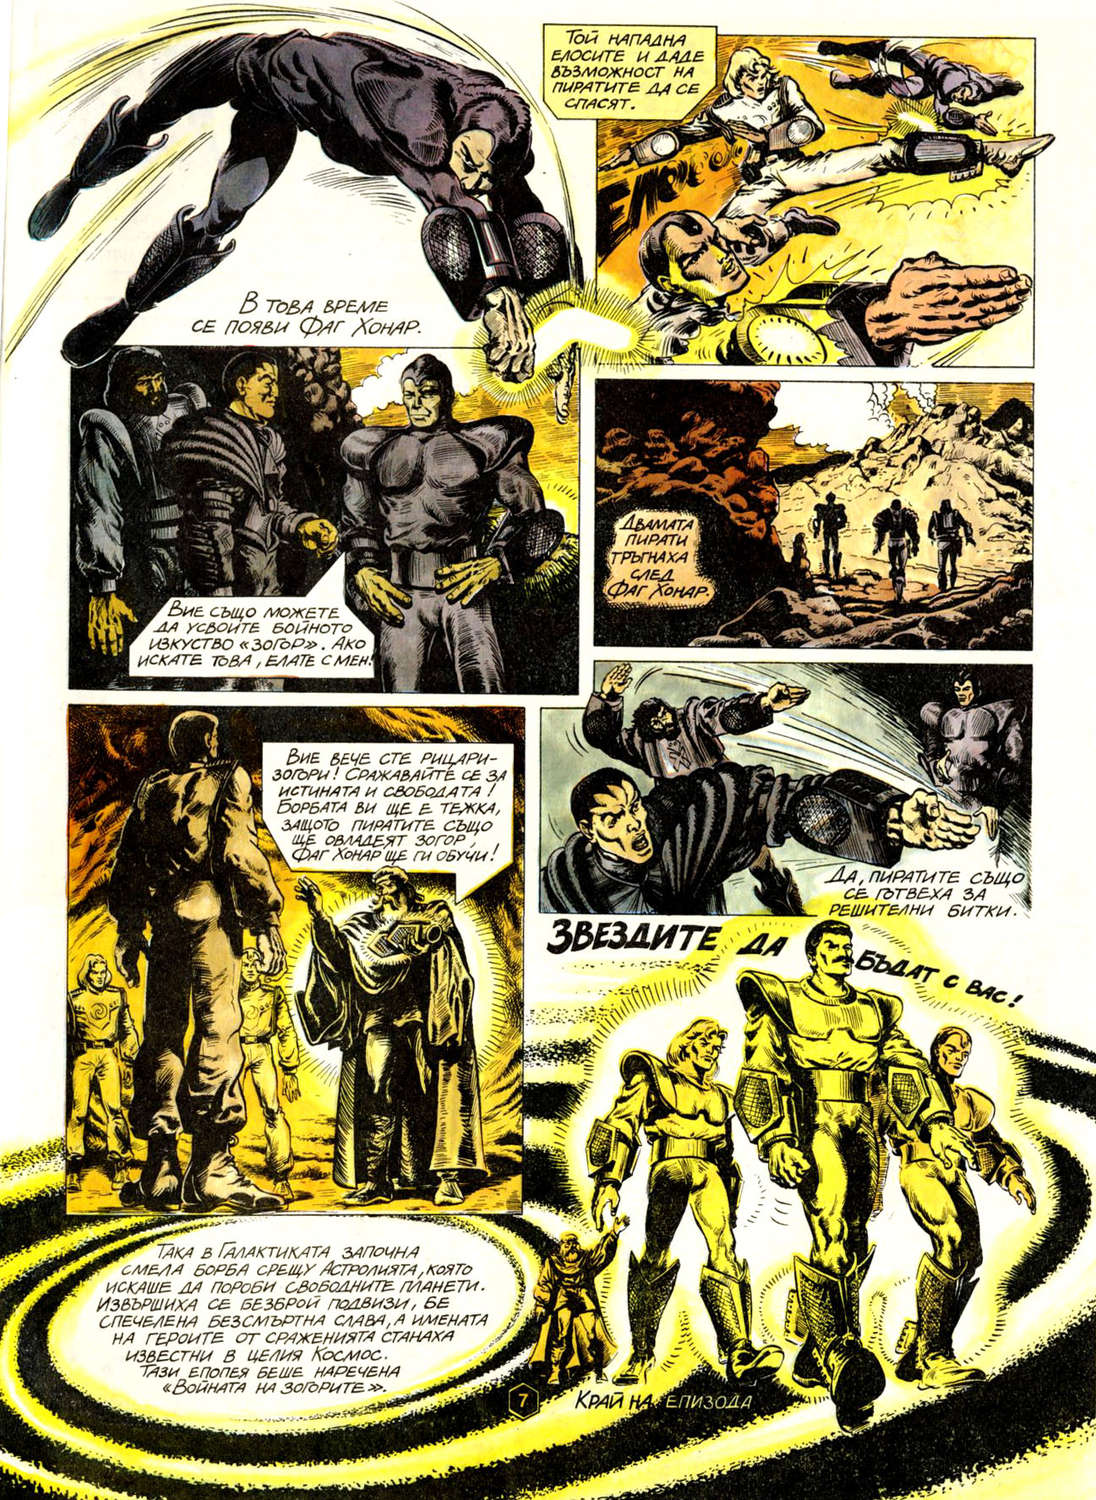 В ТОВА ВРЕМЕ
СЕ ПОЯВИ ФАГ ХОНАР.
ТОЙ НАПАДНА
ЕЛОСИТЕ И ДАДЕ
ВЪЗМОЖНОСТ НА
ПИРАТИТЕ ДА СЕ
СПАСЯТ.
ВИЕ СЪЩО МОЖЕТЕ
ДА УСВОИТЕ БОЙНОТО
ИЗКУСТВО «ЗОГОР». АКО
ИСКАТЕ ТОВА, ЕЛАТЕ С МЕН!
ДВАМАТА
ПИРАТИ
ТРЪГНАХА
СЛЕД
ФАГ ХОНАР.
ВИЕ ВЕЧЕ СТЕ РИЦАРИ-
ЗОГОРИ! СРАЖАВАЙТЕ СЕ ЗА
ИСТИНАТА И СВОБОДАТА!
БОРБАТА ВИ ЩЕ Е ТЕЖКА,
ЗАЩОТО ПИРАТИТЕ СЪЩО
ЩЕ ОВЛАДЕЯТ ЗОГОР,
ФАГ ХОНАР ЩЕ ГИ ОБУЧИ!
ДА, ПИРАТИТЕ СЪЩО
СЕ ГЪТВЕХА ЗА
РЕШИТЕЛНИ БИТКИ.
ЗВЕЗДИТЕ ДА БЪДАТ С ВАС!
ТАКА В ГАЛАКТИКАТА ЗАПОЧНА
СМЕЛА БОРБА СРЕЩУ АСТРОЛИЯТА, КОЯТО
ИСКАШЕ ДА ПОРОБИ СВОБОДНИТЕ ПЛАНЕТИ.
ИЗВЪРШИХА СЕ БЕЗБРОЙ ПОДВИЗИ, БЕ
СПЕЧЕЛЕНА БЕЗСМЪРТНА СЛАВА, А ИМЕНАТА
НА ГЕРОИТЕ ОТ СРАЖЕНИЯТА СТАНАХА
ИЗВЕСТНИ В ЦЕЛИЯ КОСМОС.
ТАЗИ ЕПОПЕЯ БЕШЕ НАРЕЧЕНА
«ВОЙНАТА НА ЗОГОРИТЕ».
7
КРАЙ НА ЕПИЗОДА